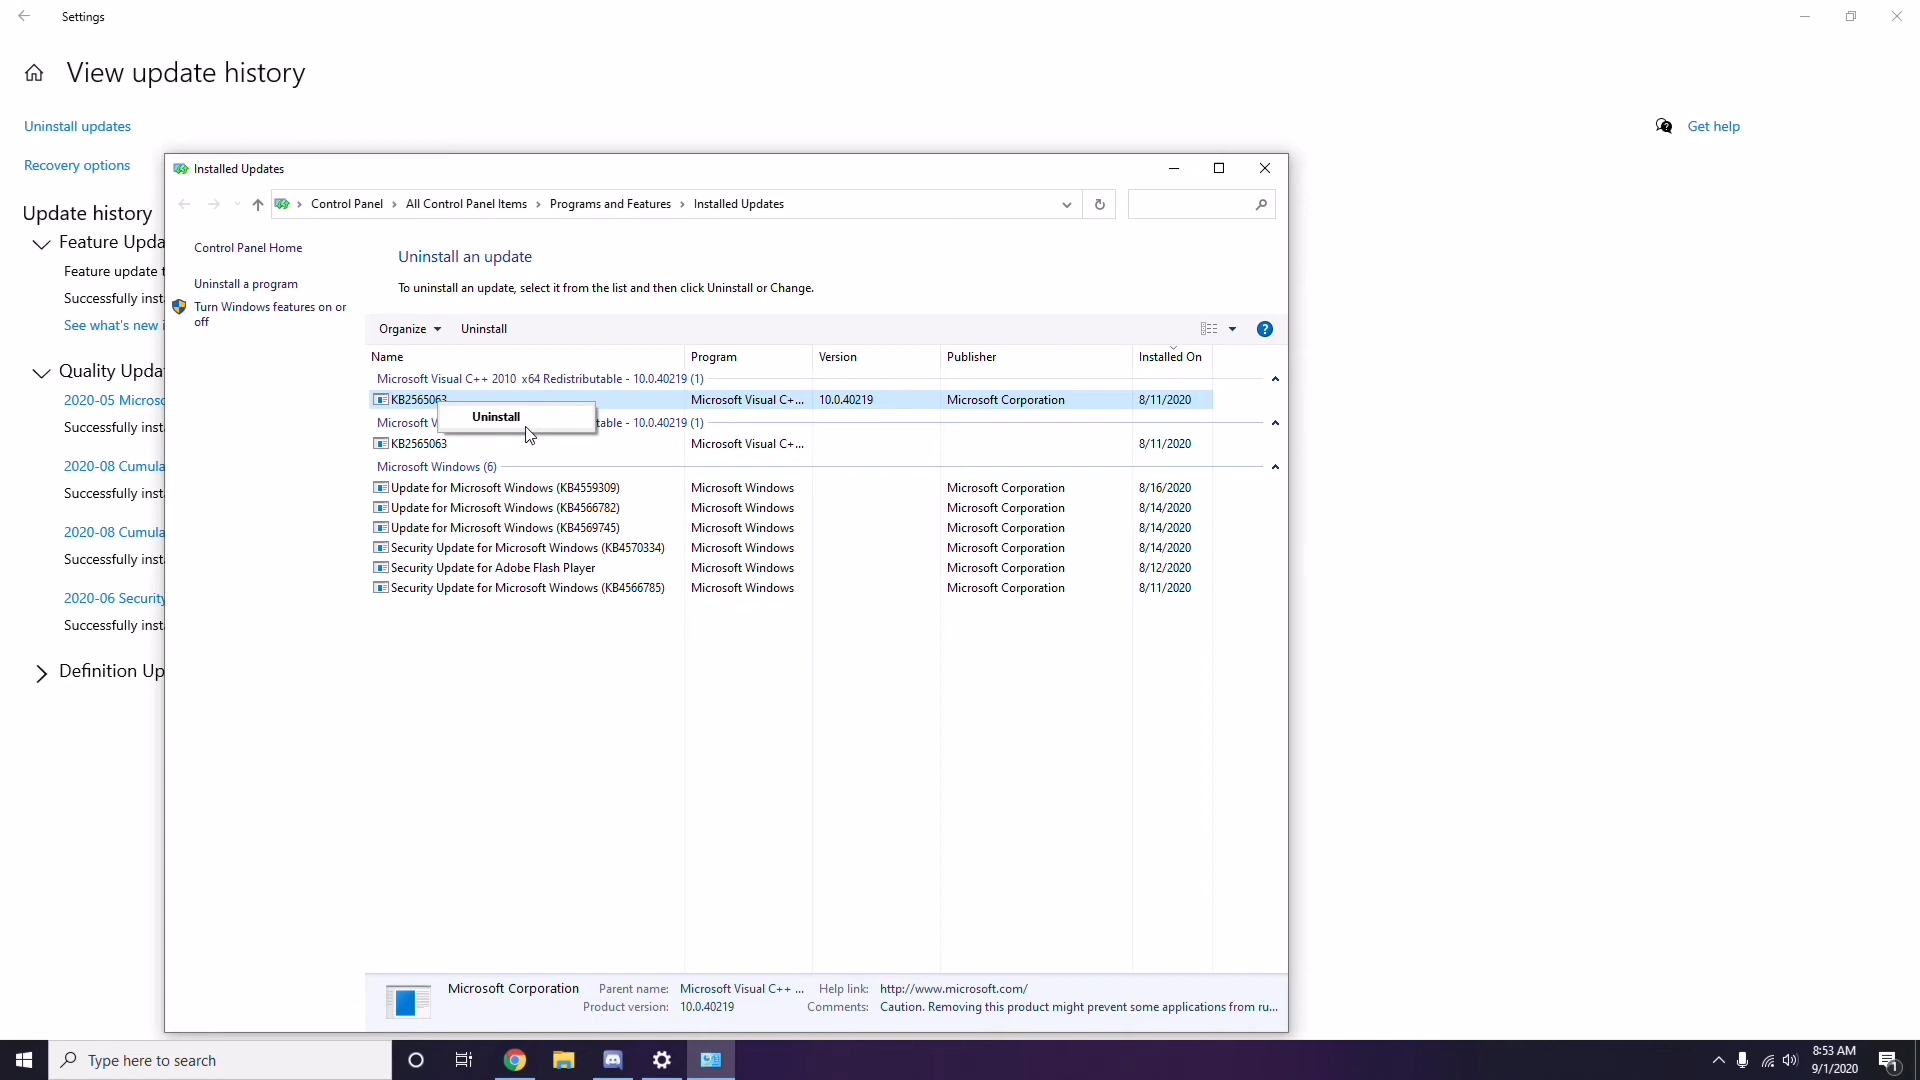 Settings
View update history
Uninstall updates
Get help
Recovery options
Update history
Feature Upda
Feature update t
Successfully inst
See what's new i
Quality Upda
2020-05 Microso
Successfully inst
2020-08 Cumula
Successfully inst
2020-08 Cumula
Successfully inst
2020-06 Security
Successfully inst
Definition Up
Installed Updates
Control Panel > All Control Panel Items > Programs and Features > Installed Updates
Control Panel Home
Uninstall a program
Turn Windows features on or
off
Uninstall an update
To uninstall an update, select it from the list and then click Uninstall or Change.
Organize Uninstall
Name Program Version Publisher Installed On
Microsoft Visual C++ 2010 x64 Redistributable - 10.0.40219 (1)
KB2565063 Microsoft Visual C+... 10.0.40219 Microsoft Corporation 8/11/2020
Uninstall
Microsoft V table - 10.0.40219 (1)
KB2565063 Microsoft Visual C+... 8/11/2020
Microsoft Windows (6)
Update for Microsoft Windows (KB4559309) Microsoft Windows Microsoft Corporation 8/16/2020
Update for Microsoft Windows (KB4566782) Microsoft Windows Microsoft Corporation 8/14/2020
Update for Microsoft Windows (KB4569745) Microsoft Windows Microsoft Corporation 8/14/2020
Security Update for Microsoft Windows (KB4570334) Microsoft Windows Microsoft Corporation 8/14/2020
Security Update for Adobe Flash Player Microsoft Windows Microsoft Corporation 8/12/2020
Security Update for Microsoft Windows (KB4566785) Microsoft Windows Microsoft Corporation 8/11/2020
Microsoft Corporation Parent name: Microsoft Visual C++ ... Help link: http://www.microsoft.com/
Product version: 10.0.40219 Comments: Caution. Removing this product might prevent some applications from ru...
Type here to search
8:53 AM
9/1/2020
1